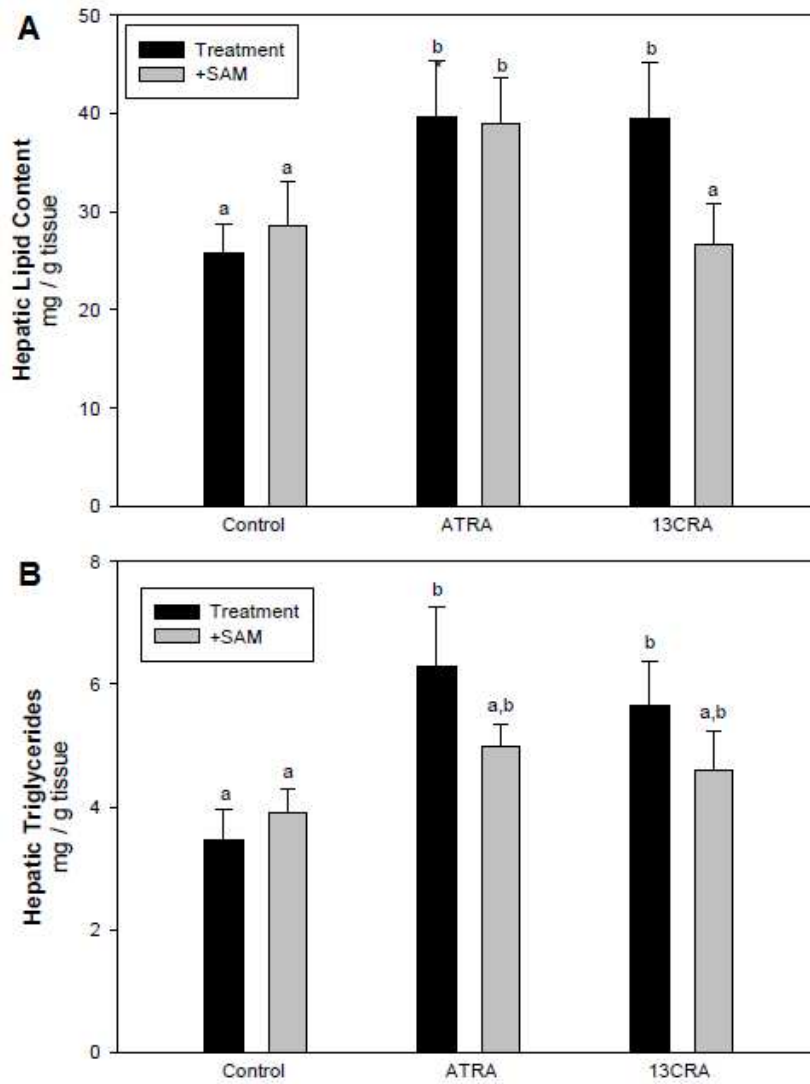 A
50
40
30
20
10
0
Hepatic Lipid Content
mg / g tissue
Treatment
+SAM
a
a
b
b
b
a
Control
ATRA
13CRA
B
8
6
4
2
0
Hepatic Triglycerides
mg / g tissue
Treatment
+SAM
a
a
b
a,b
b
a,b
Control
ATRA
13CRA